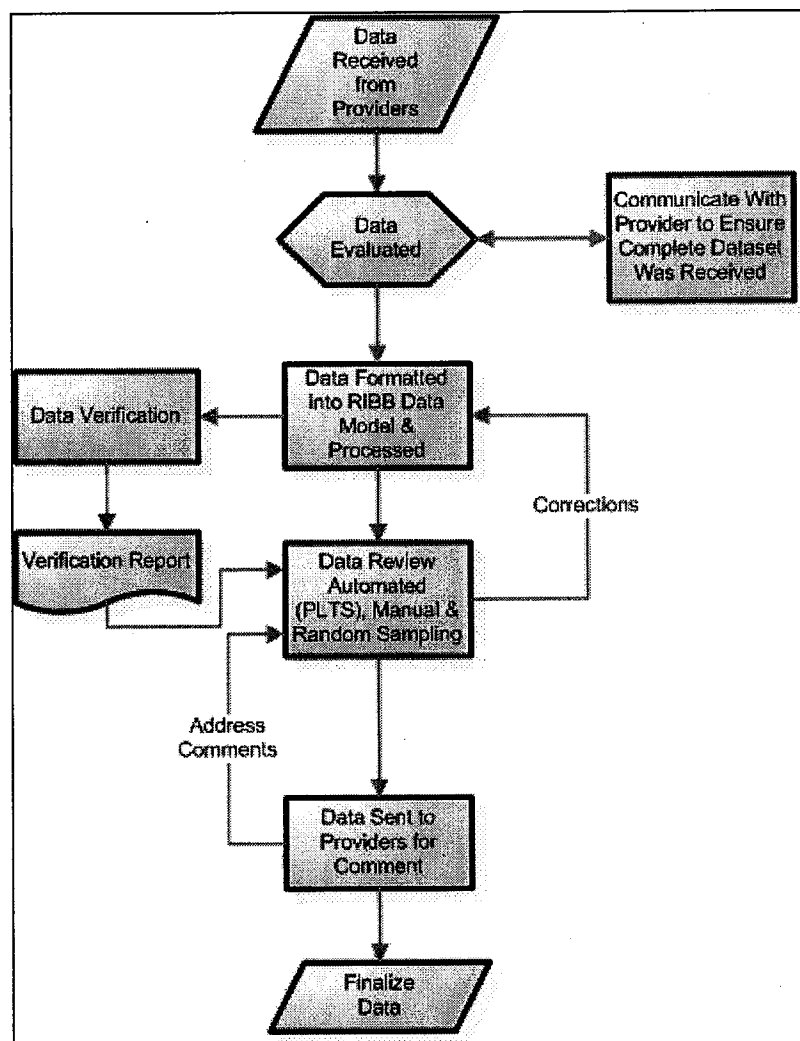 Data
Received
from
Providers
Data
Evaluated
Communicate With
Provider to Ensure
Complete Dataset
Was Received
Data Formatted
into RIBB Data
Model &
Processed
Data Verification
Corrections
Verification Report
Data Review
Automated
(PLTS), Manual &
Random Sampling
Address
Comments
Data Sent to
Providers for
Comment
Finalize
Data